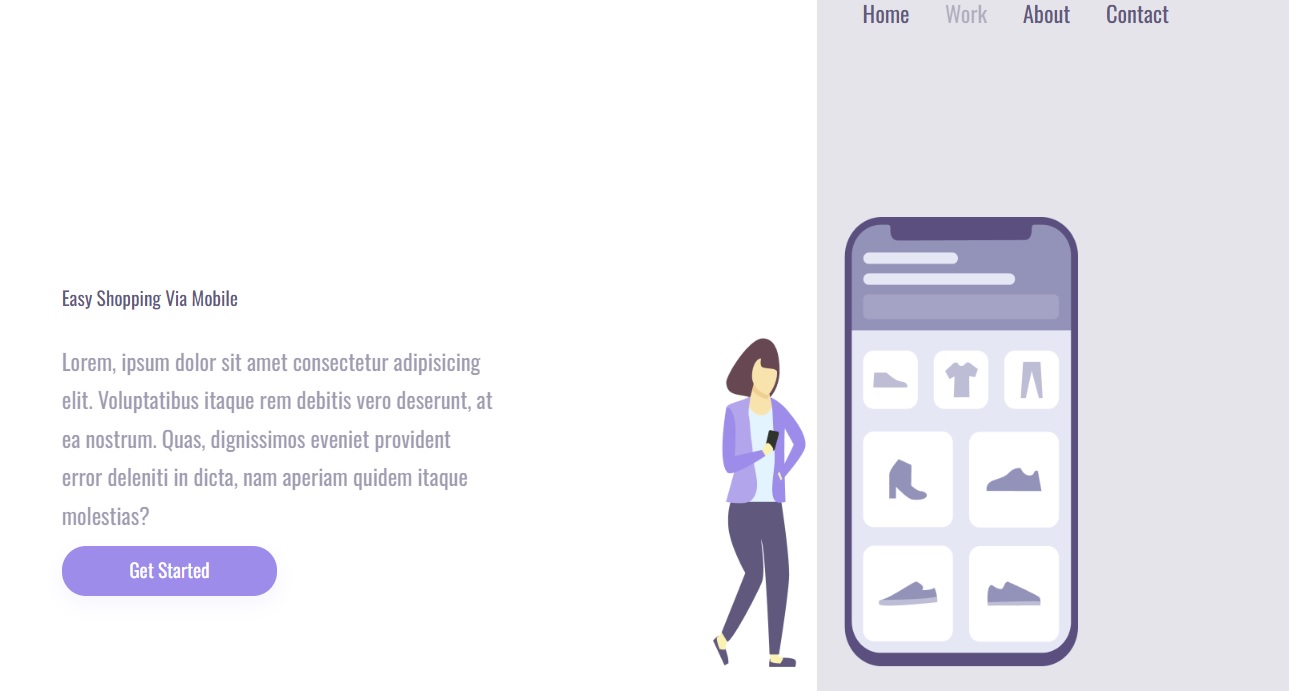 Home Work About Contact
Easy Shopping Via Mobile
Lorem, ipsum dolor sit amet consectetur adipisicing
elit. Voluptatibus itaque rem debitis vero deserunt, at
ea nostrum. Quas, dignissimos eveniet provident
error deleniti in dicta, nam aperiam quidem itaque
molestias?
Get Started